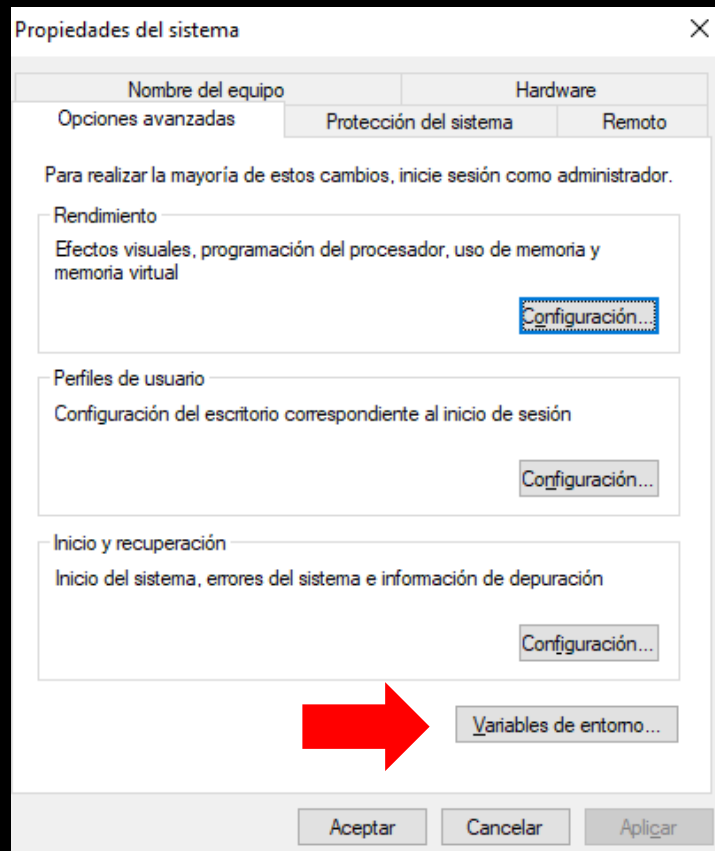 Propiedades del sistema
Nombre del equipo
Hardware
Opciones avanzadas
Protección del sistema
Remoto
Para realizar la mayoría de estos cambios, inicie sesión como administrador.
Rendimiento
Efectos visuales, programación del procesador, uso de memoria y
memoria virtual
Configuración...
Perfiles de usuario
Configuración del escritorio correspondiente al inicio de sesión
Configuración...
Inicio y recuperación
Inicio del sistema, errores del sistema e información de depuración
Configuración...
Variables de entorno...
Aceptar
Cancelar
Aplicar